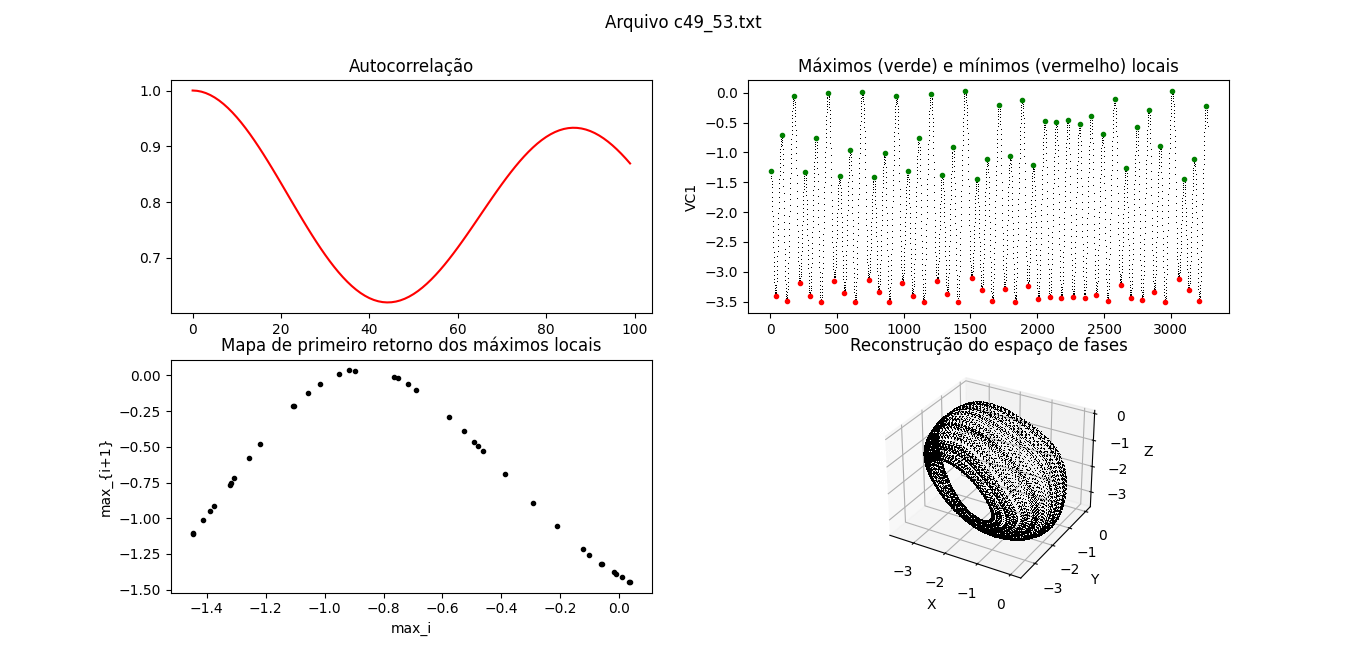 Arquivo c49_53.txt
Autocorrelação
1.0
0.9
0.8
0.7
0 20 40 60 80 100
Máximos (verde) e mínimos (vermelho) locais
VC1
0.0
−0.5
−1.0
−1.5
−2.0
−2.5
−3.0
−3.5
0 500 1000 1500 2000 2500 3000
Mapa de primeiro retorno dos máximos locais
max_{i+1}
0.00
−0.25
−0.50
−0.75
−1.00
−1.25
−1.50
−1.4 −1.2 −1.0 −0.8 −0.6 −0.4 −0.2 0.0
max_i
Reconstrução do espaço de fases
0
−1
−2
−3
Z
0
−1
−2
−3
Y
−3 −2 −1 0
X